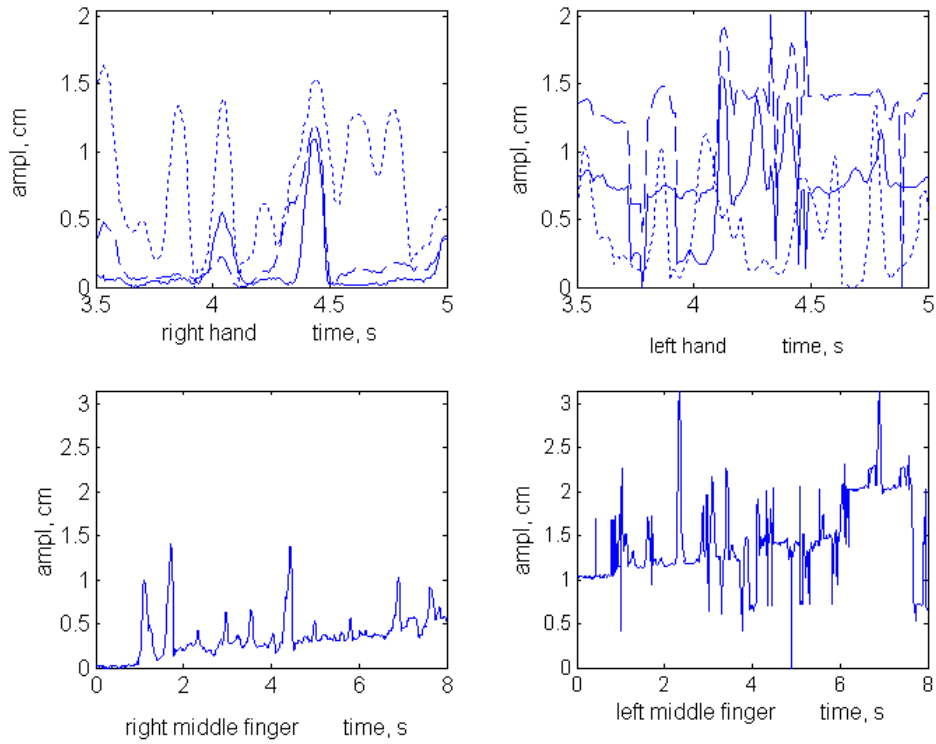 2
1.5
1
0.5
0
ampl, cm
3.5 4 4.5 5
right hand time, s
2
1.5
1
0.5
0
ampl, cm
3.5 4 4.5 5
left hand time, s
3
2.5
2
1.5
1
0.5
0
ampl, cm
0 2 4 6 8
right middle finger time, s
3
2.5
2
1.5
1
0.5
0
ampl, cm
0 2 4 6 8
left middle finger time, s